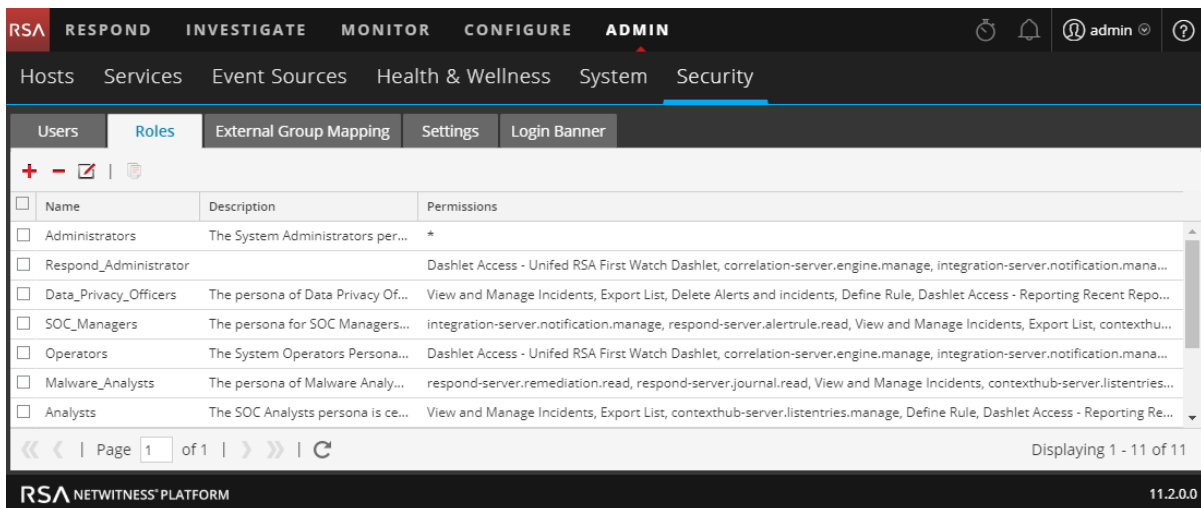 RSA RESPOND INVESTIGATE MONITOR CONFIGURE ADMIN admin ?
Hosts Services Event Sources Health & Wellness System Security
Users Roles External Group Mapping Settings Login Banner
Name Description Permissions
Administrators The System Administrators per... *
Respond_Administrator Dashlet Access - Unifed RSA First Watch Dashlet, correlation-server.engine.manage, integration-server.notification.mana...
Data_Privacy_Officers The persona of Data Privacy Of... View and Manage Incidents, Export List, Delete Alerts and incidents, Define Rule, Dashlet Access - Reporting Recent Repo...
SOC_Managers The persona for SOC Managers... integration-server.notification.manage, respond-server.alertrule.read, View and Manage Incidents, Export List, contexthu...
Operators The System Operators Persona... Dashlet Access - Unifed RSA First Watch Dashlet, correlation-server.engine.manage, integration-server.notification.mana...
Malware_Analysts The persona of Malware Analy... respond-server.remediation.read, respond-server.journal.read, View and Manage Incidents, contexthub-server.listentries...
Analysts The SOC Analysts persona is ce... View and Manage Incidents, Export List, contexthub-server.listentries.manage, Define Rule, Dashlet Access - Reporting Re...
Page 1 of 1 Displaying 1 - 11 of 11
RSA NETWITNESS® PLATFORM 11.2.0.0